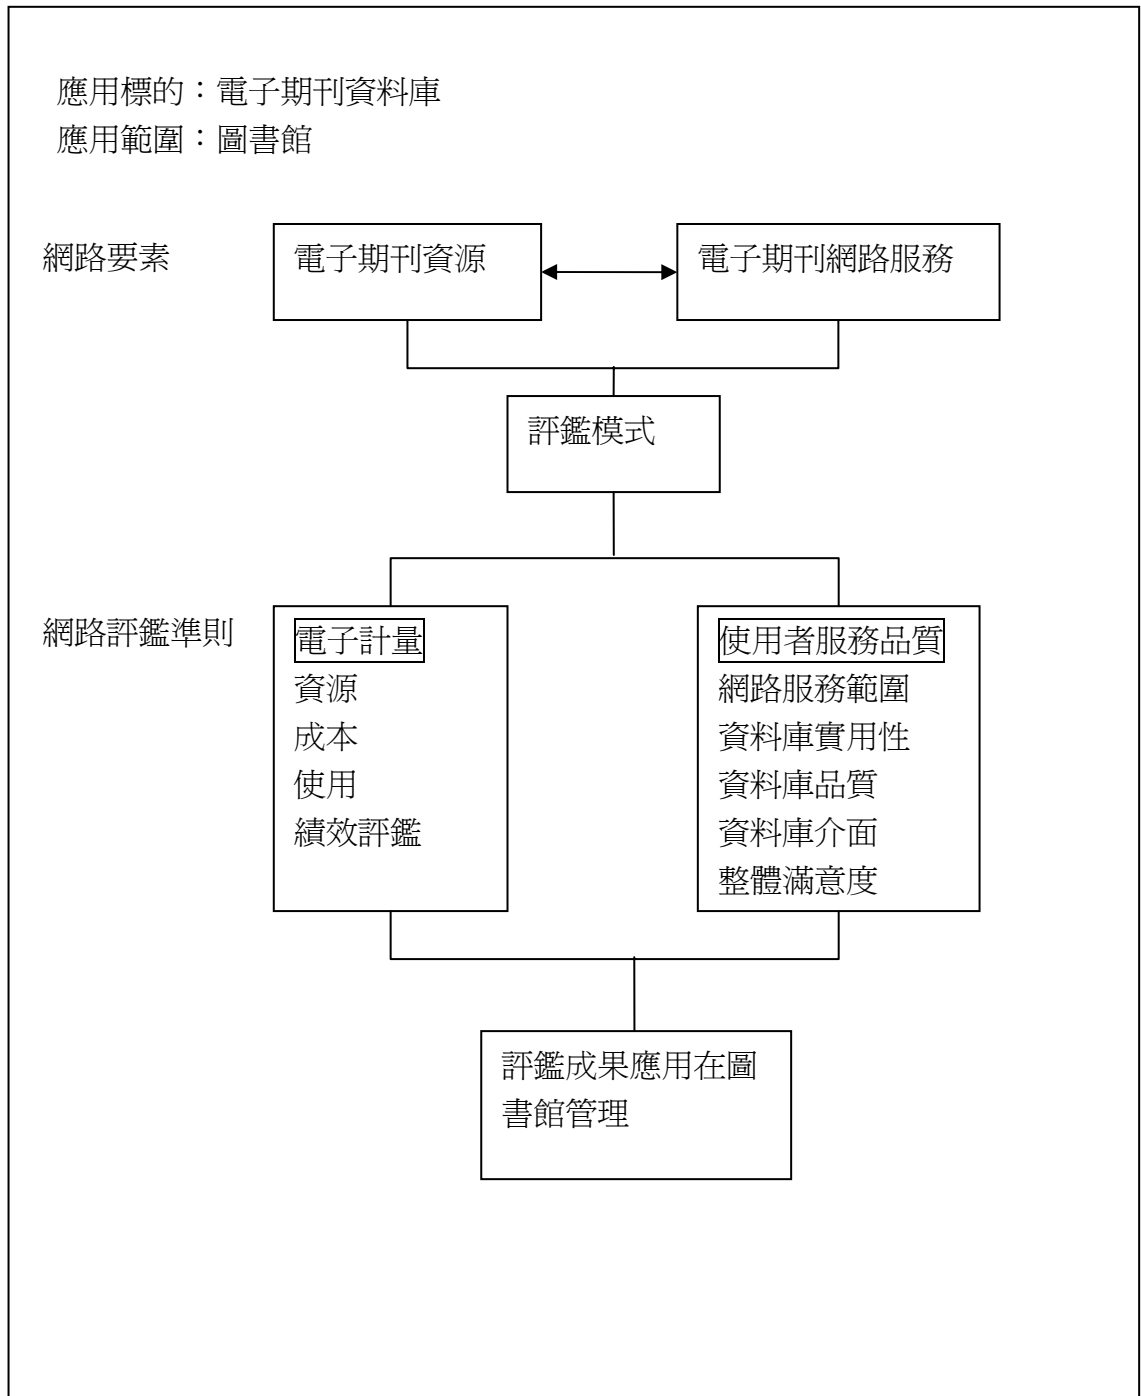 應用標的：電子期刊資料庫
應用範圍：圖書館
網路要素
電子期刊資源
電子期刊網路服務
評鑑模式
網路評鑑準則
電子計量
資源
成本
使用
績效評鑑
使用者服務品質
網路服務範圍
資料庫實用性
資料庫品質
資料庫介面
整體滿意度
評鑑成果應用在圖
書館管理